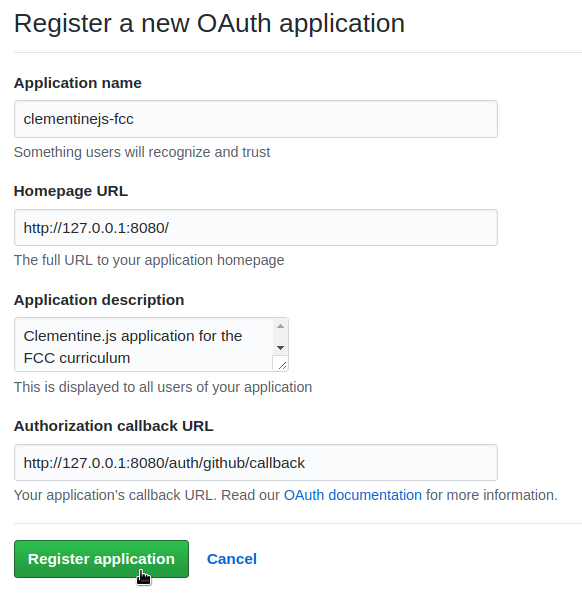 Register a new OAuth application
Application name
clementinejs-fcc
Something users will recognize and trust
Homepage URL
http://127.0.0.1:8080/
The full URL to your application homepage
Application description
Clementine.js application for the
FCC curriculum
This is displayed to all users of your application
Authorization callback URL
http://127.0.0.1:8080/auth/github/callback
Your application’s callback URL. Read our OAuth documentation for more information.
Register application Cancel